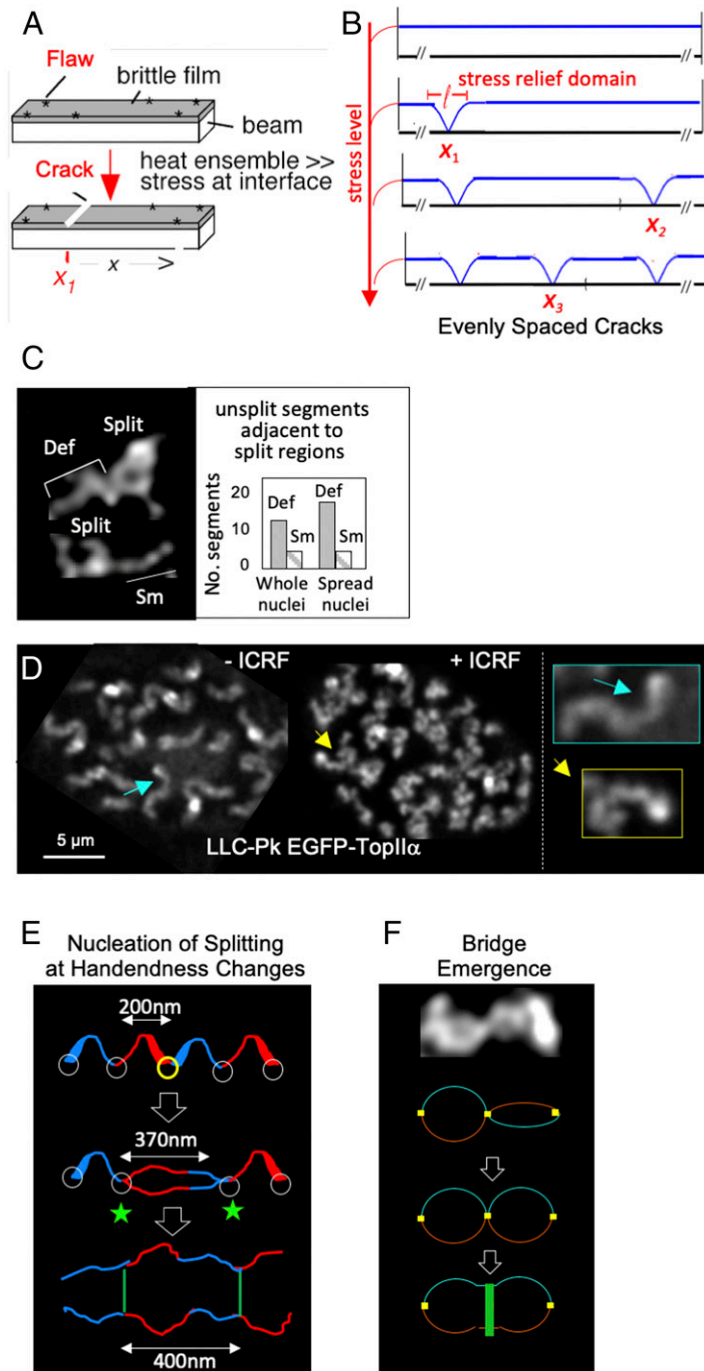 A
Flaw
brittle film
beam
Crack
heat ensemble >>
stress at interface
X1
x
>
B
stress level
stress relief domain
l
X1
X2
X3
Evenly Spaced Cracks
C
Def
Split
Split
Sm
unsplit segments
adjacent to
split regions
No. segments
20
10
0
Def
Sm
Def
Sm
Whole
nuclei
Spread
nuclei
D
- ICRF
+ ICRF
5 µm
LLC-Pk EGFP-TopIIα
E
Nucleation of Splitting
at Handendness Changes
200nm
370nm
400nm
F
Bridge
Emergence